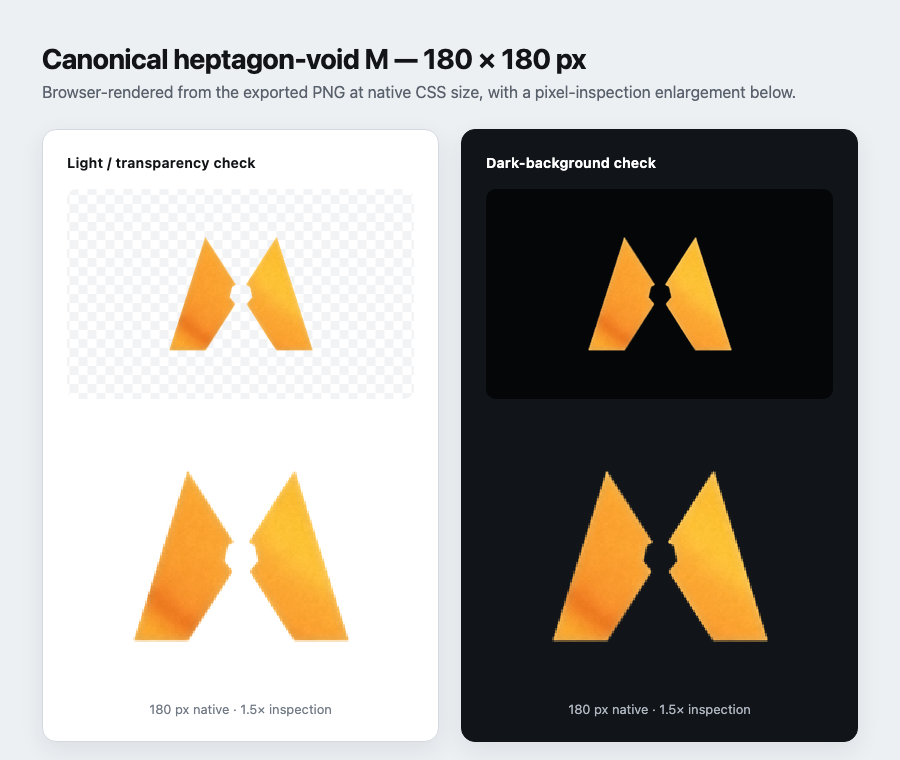 Canonical heptagon-void M — 180 × 180 px
Browser-rendered from the exported PNG at native CSS size, with a pixel-inspection enlargement below.
Light / transparency check
Dark-background check
180 px native · 1.5× inspection
180 px native · 1.5× inspection